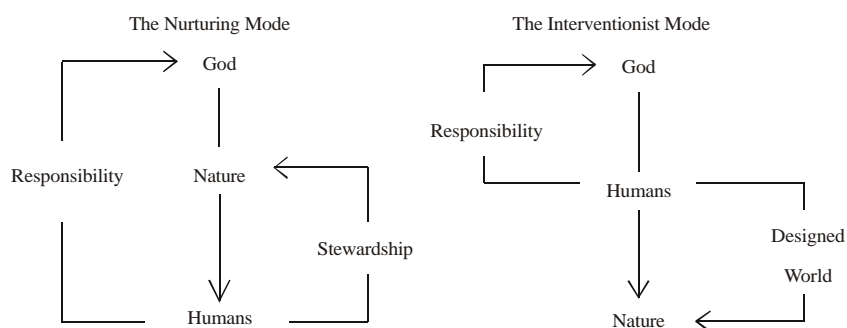 The Nurturing Mode
God
Responsibility
Nature
Stewardship
Humans
The Interventionist Mode
God
Responsibility
Humans
Designed
World
Nature